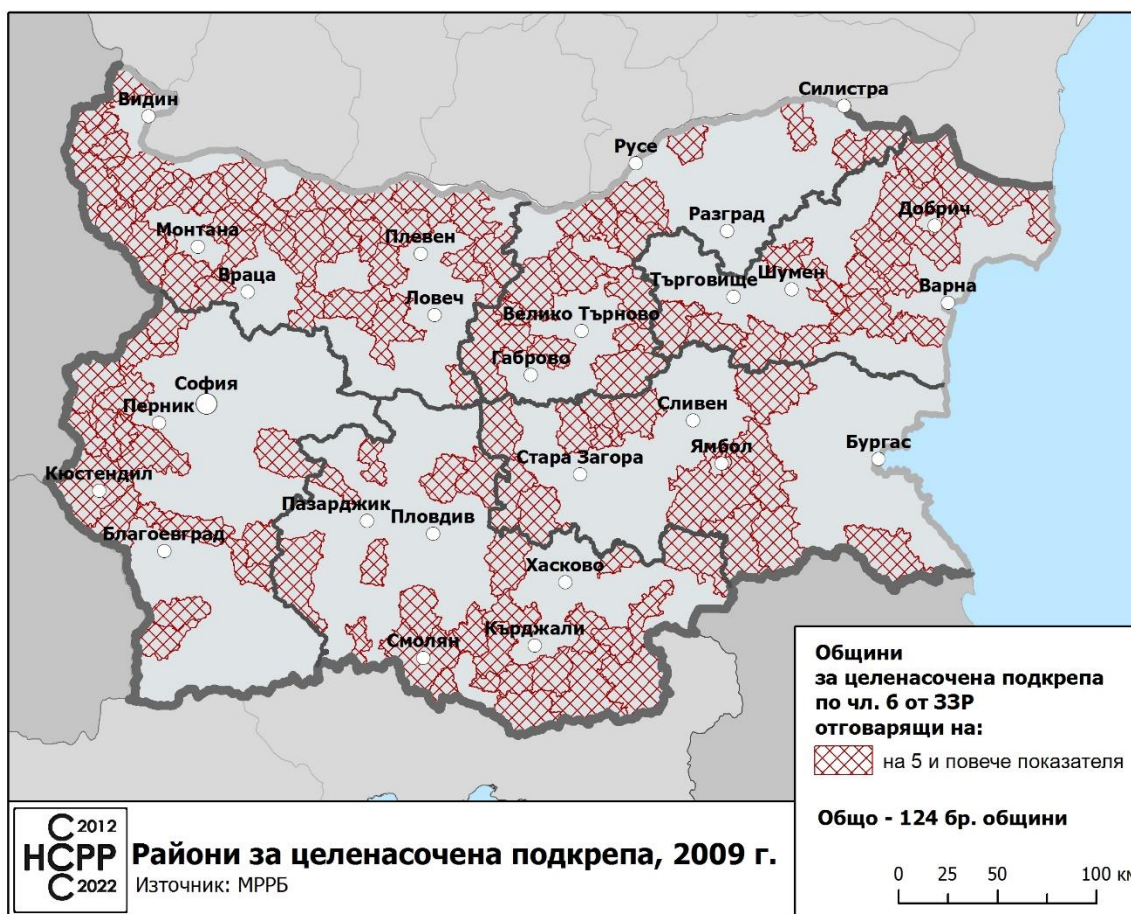 Видин
Силистра
Русе
Добрич
Разград
Монтана
Плевен
Враца
Търговище
Шумен
Варна
Ловеч
Велико Търново
Габрово
София
Перник
Сливен
Ямбол
Бургас
Стара Загора
Кюстендил
Пазарджик
Пловдив
Благоевград
Хасково
Смолян
Кърджали
Общини
за целенасочена подкрепа
по чл. 6 от ЗЗР
отговарящи на:
на 5 и повече показателя
Общо - 124 бр. общини
0 25 50 100 км
C 2012
НСРР
C 2022
Райони за целенасочена подкрепа, 2009 г.
Източник: МРРБ